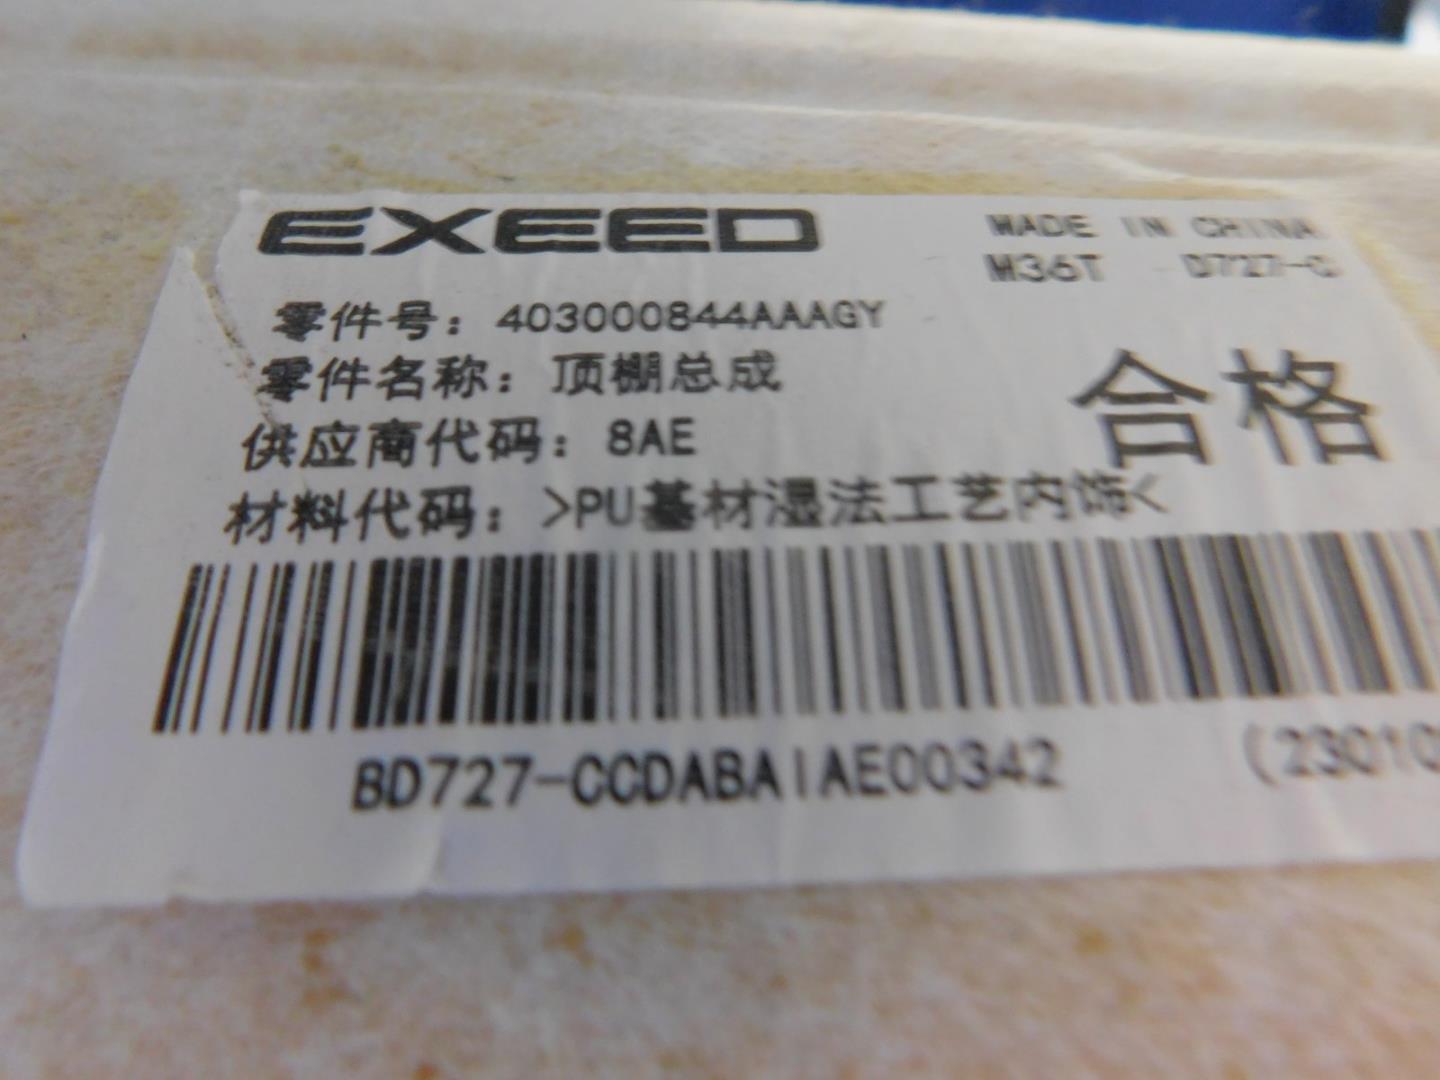 EXEED
MADE IN CHINA
M36T D727-C
零件号：403000844AAAGY
零件名称：顶棚总成
合格
供应商代码：8AE
材料代码：>PU基材湿法工艺内饰<
BD727-CCDABAIAE00342
(23010